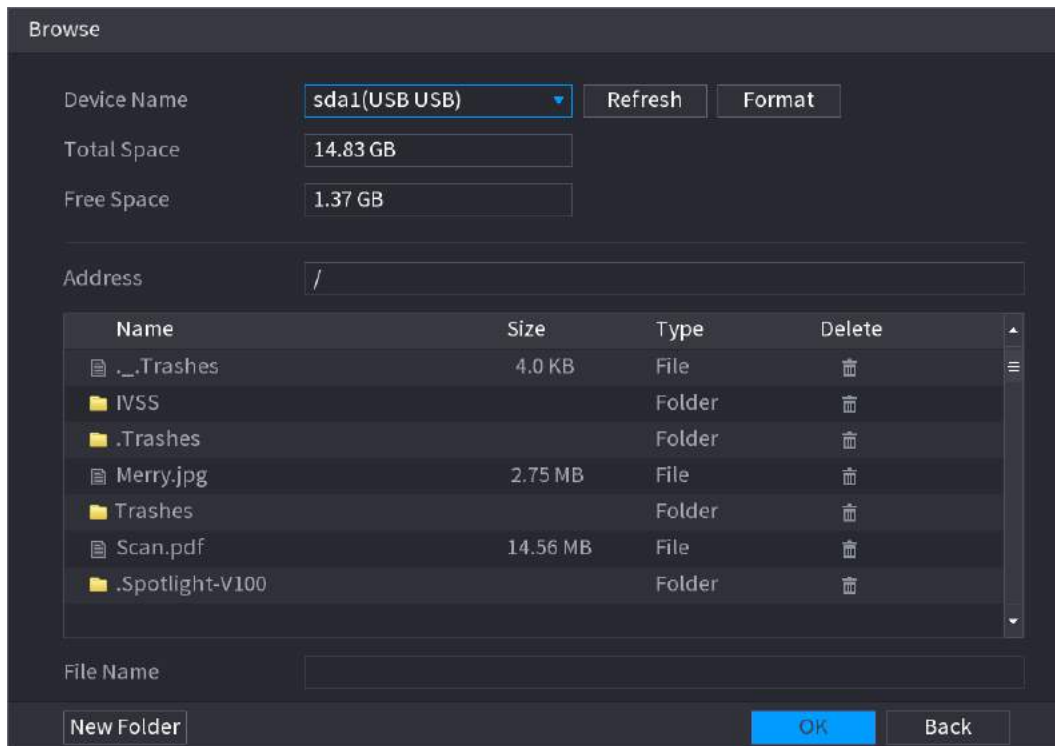 Browse
Device Name sda1(USB USB) Refresh Format
Total Space 14.83 GB
Free Space 1.37 GB
Address /
Name Size Type Delete
._.Trashes 4.0 KB File
IVSS Folder
.Trashes Folder
Merry.jpg 2.75 MB File
Trashes Folder
Scan.pdf 14.56 MB File
.Spotlight-V100 Folder
File Name
New Folder OK Back